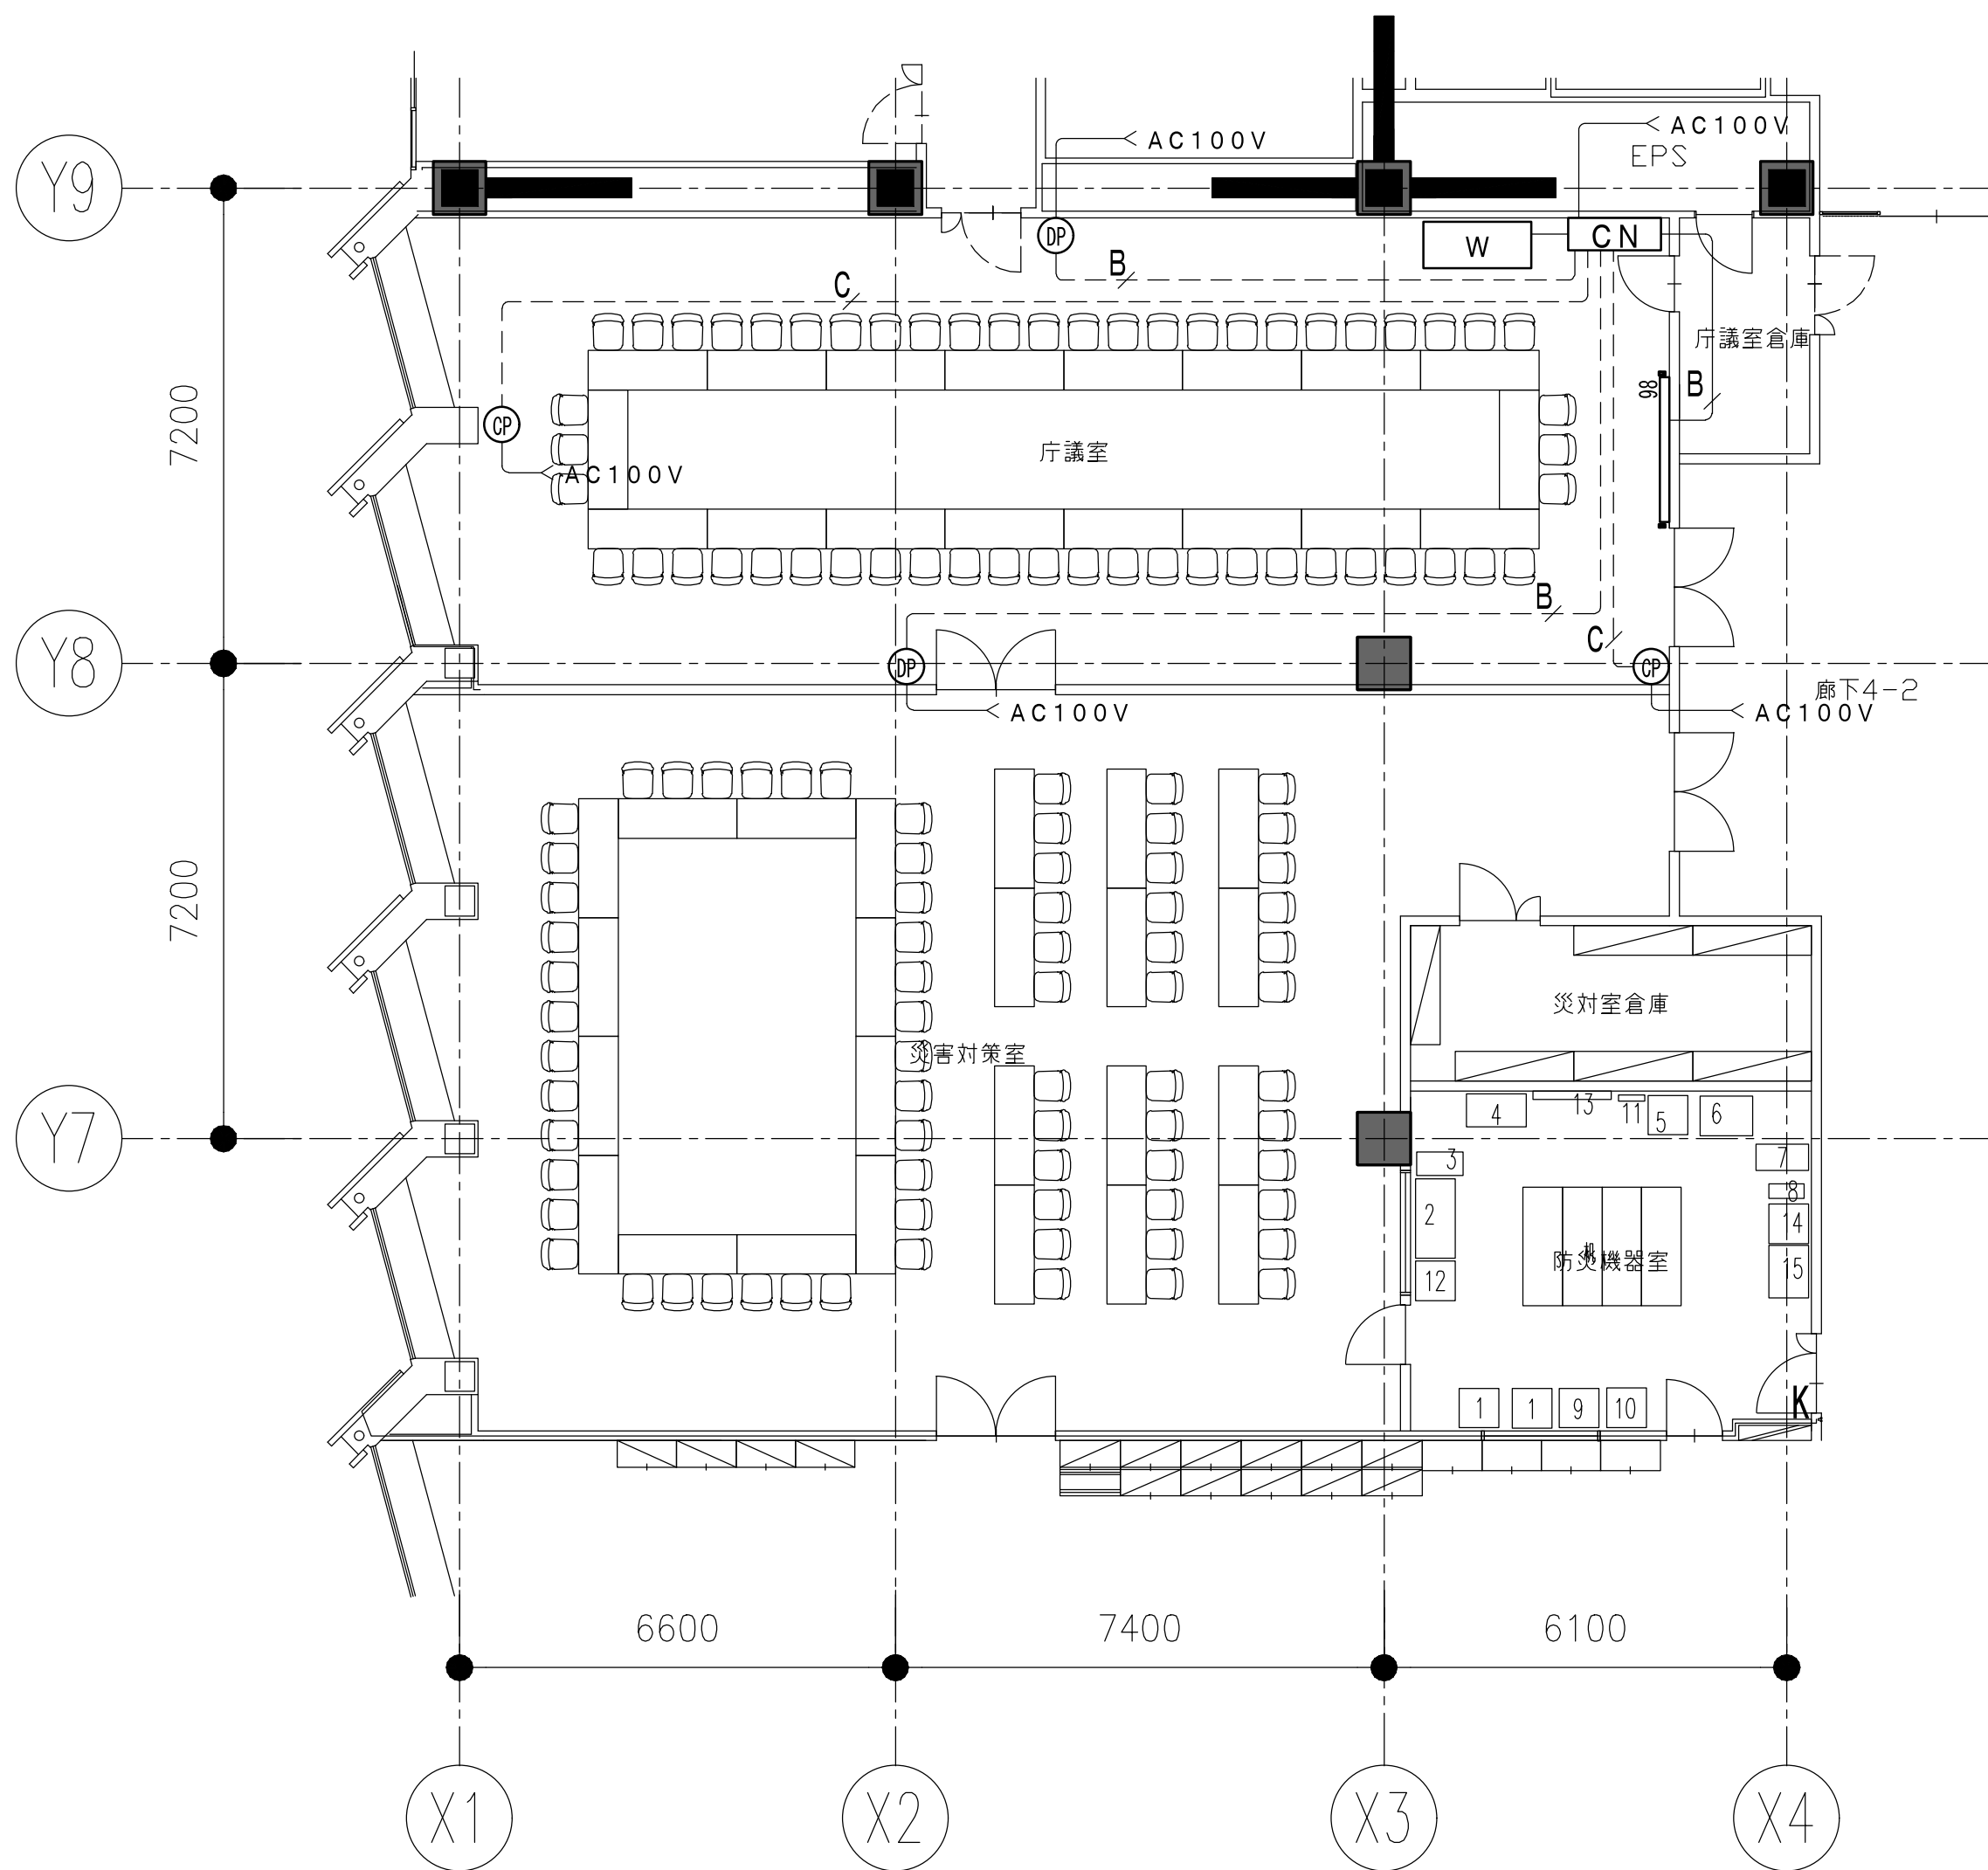 AC100V
AC100V
EPS
Y9
DP
B
W
CN
C
庁議室倉庫
98
B
7200
CP
庁議室
AC100V
B
C
Y8
DP
CP
廊下4-2
AC100V
AC100V
7200
災対室倉庫
災害対策室
4
13
11
5
6
Y7
3
7
8
2
14
机
防災機器室
15
12
K
1
1
9
10
6600
7400
6100
X1
X2
X3
X4